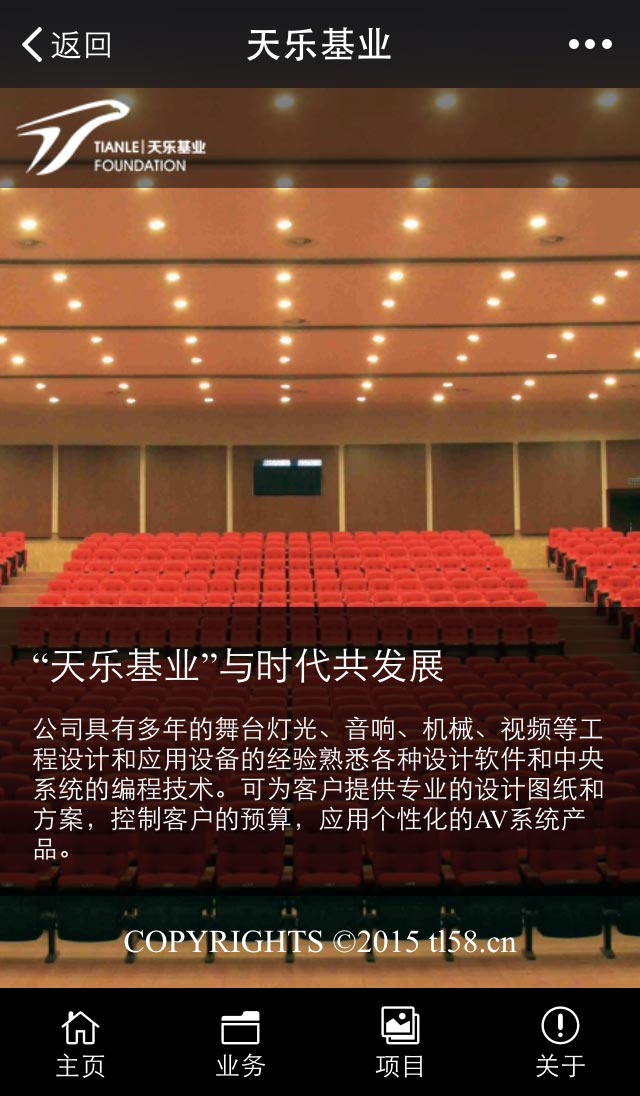 返回
天乐基业
TIANLE|天乐基业
FOUNDATION
“天乐基业”与时代共发展
公司具有多年的舞台灯光、音响、机械、视频等工
程设计和应用设备的经验熟悉各种设计软件和中央
系统的编程技术。可为客户提供专业的设计图纸和
方案，控制客户的预算，应用个性化的AV系统产
品。
COPYRIGHTS ©2015 tl58.cn
主页
业务
项目
关于